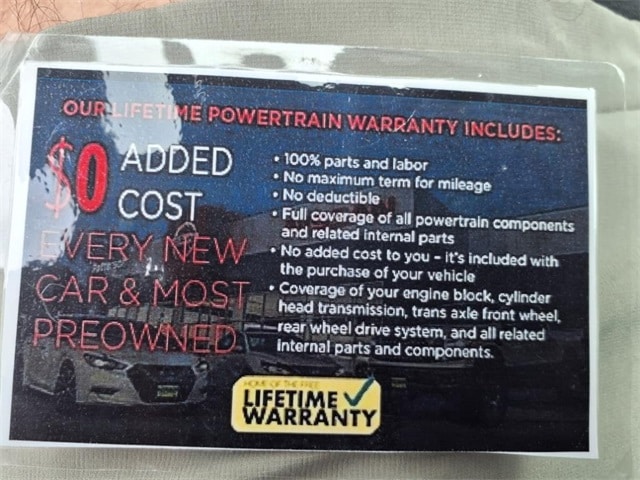 OUR LIFETIME POWERTRAIN WARRANTY INCLUDES:
$0 ADDED
COST
EVERY NEW
CAR & MOST
PREOWNED
• 100% parts and labor
• No maximum term for mileage
• No deductible
• Full coverage of all powertrain components
and related internal parts
• No added cost to you - it's included with
the purchase of your vehicle
• Coverage of your engine block, cylinder
head transmission, trans axle front wheel,
rear wheel drive system, and all related
internal parts and components.
HOME OF THE FREE
LIFETIME
WARRANTY